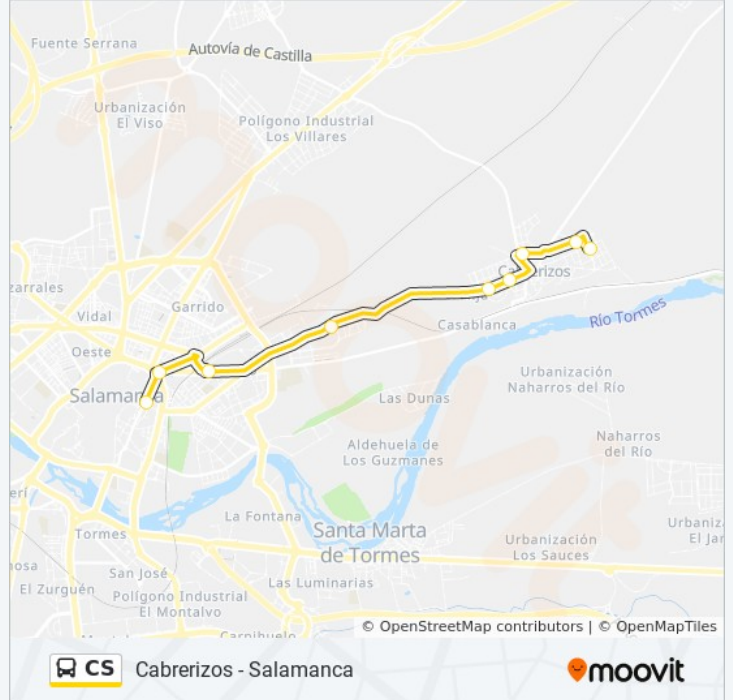 Fuente Serrana
Autovía de Castilla
Urbanización
El Viso
Polígono Industrial
Los Villares
Cabrerizos
zarrales
Garrido
Vidal
Casablanca
Río Tormes
Oeste
Urbanización
Naharros del Río
Salamanca
Las Dunas
Naharros
del Río
Aldehuela de
Los Guzmanes
La Fontana
Santa Marta
de Tormes
Tormes
Urbanización
Los Sauces
San José
El Zurguén
Polígono Industrial
El Montalvo
Las Luminarias
Carnihuelo
© OpenStreetMap contributors | © OpenMapTiles
CS Cabrerizos - Salamanca
moovit